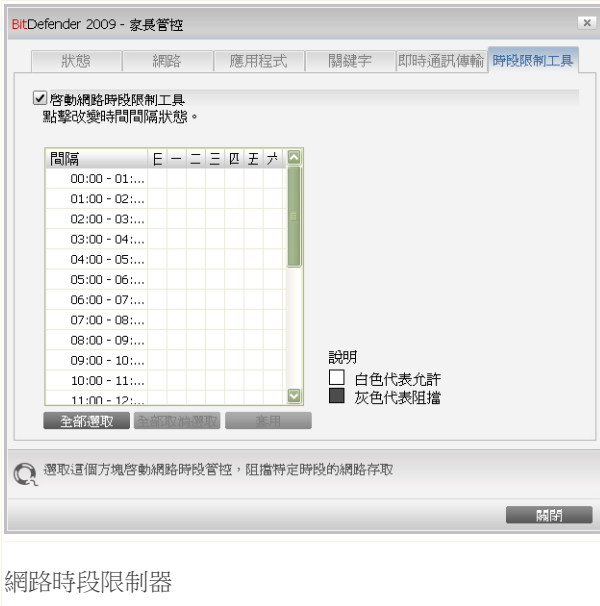 BitDefender 2009 - 家長管控
狀態 網路 應用程式 關鍵字 即時通訊傳輸 時段限制工具
啓動網路時段限制工具
點擊改變時間間隔狀態。
間隔 日 一 二 三 四 五 六
00:00 - 01:...
01:00 - 02:...
02:00 - 03:...
03:00 - 04:...
04:00 - 05:...
05:00 - 06:...
06:00 - 07:...
07:00 - 08:...
08:00 - 09:...
09:00 - 10:...
10:00 - 11:...
11:00 - 12:...
說明
白色代表允許
灰色代表阻擋
全部選取 全部取消選取 套用
選取這個方塊啓動網路時段管控，阻擋特定時段的網路存取
關閉
網路時段限制器